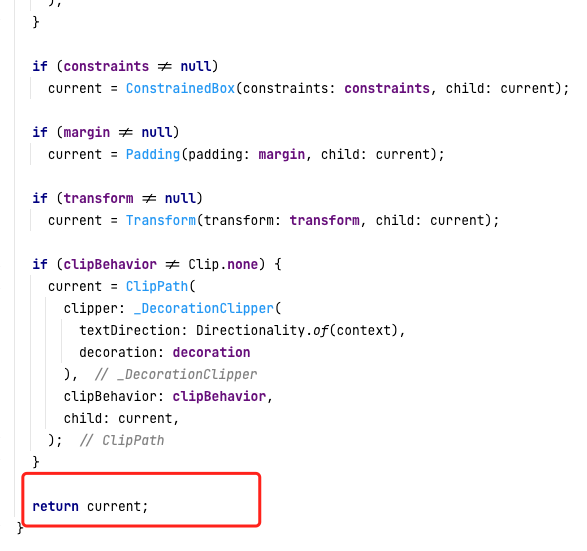 ),
}
if (constraints ≠ null)
current = ConstrainedBox(constraints: constraints, child: current);
if (margin ≠ null)
current = Padding(padding: margin, child: current);
if (transform ≠ null)
current = Transform(transform: transform, child: current);
if (clipBehavior ≠ Clip.none) {
current = ClipPath(
clipper: _DecorationClipper(
textDirection: Directionality.of(context),
decoration: decoration
),  // _DecorationClipper
clipBehavior: clipBehavior,
child: current,
);  // ClipPath
}
return current;
}